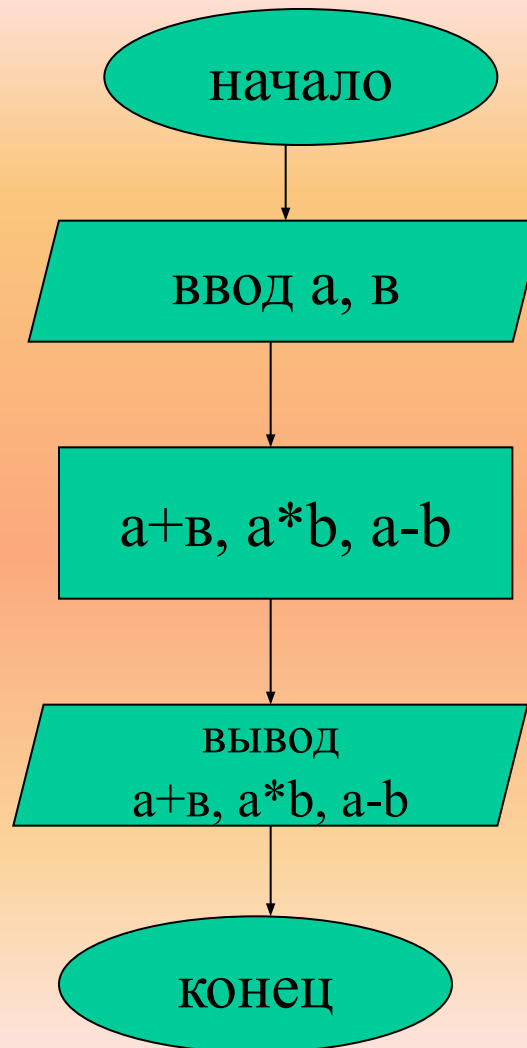 начало
ввод а, в
а+в, a*b, a-b
вывод
а+в, a*b, a-b
конец